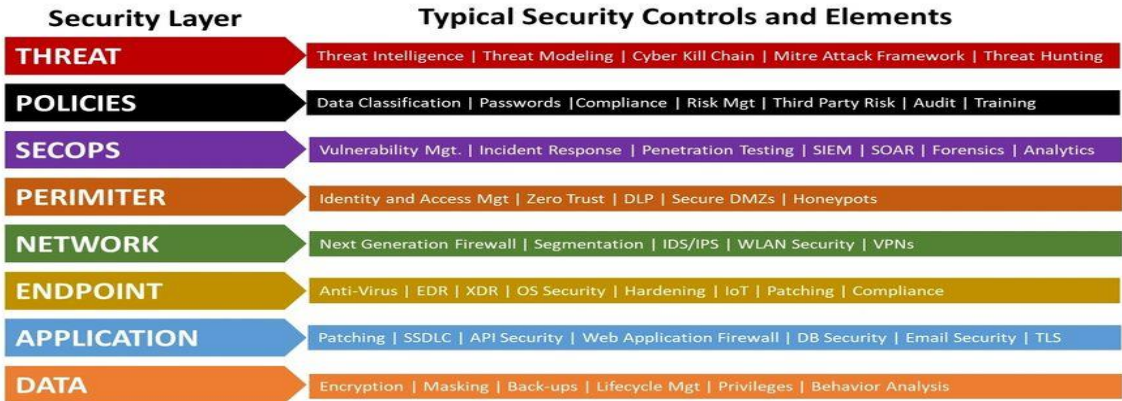 Security Layer Typical Security Controls and Elements
THREAT Threat Intelligence | Threat Modeling | Cyber Kill Chain | Mitre Attack Framework | Threat Hunting
POLICIES Data Classification | Passwords |Compliance | Risk Mgt | Third Party Risk | Audit | Training
SECOPS Vulnerability Mgt. | Incident Response | Penetration Testing | SIEM | SOAR | Forensics | Analytics
PERIMITER Identity and Access Mgt | Zero Trust | DLP | Secure DMZs | Honeypots
NETWORK Next Generation Firewall | Segmentation | IDS/IPS | WLAN Security | VPNs
ENDPOINT Anti-Virus | EDR | XDR | OS Security | Hardening | IoT | Patching | Compliance
APPLICATION Patching | SSDLC | API Security | Web Application Firewall | DB Security | Email Security | TLS
DATA Encryption | Masking | Back-ups | Lifecycle Mgt | Privileges | Behavior Analysis